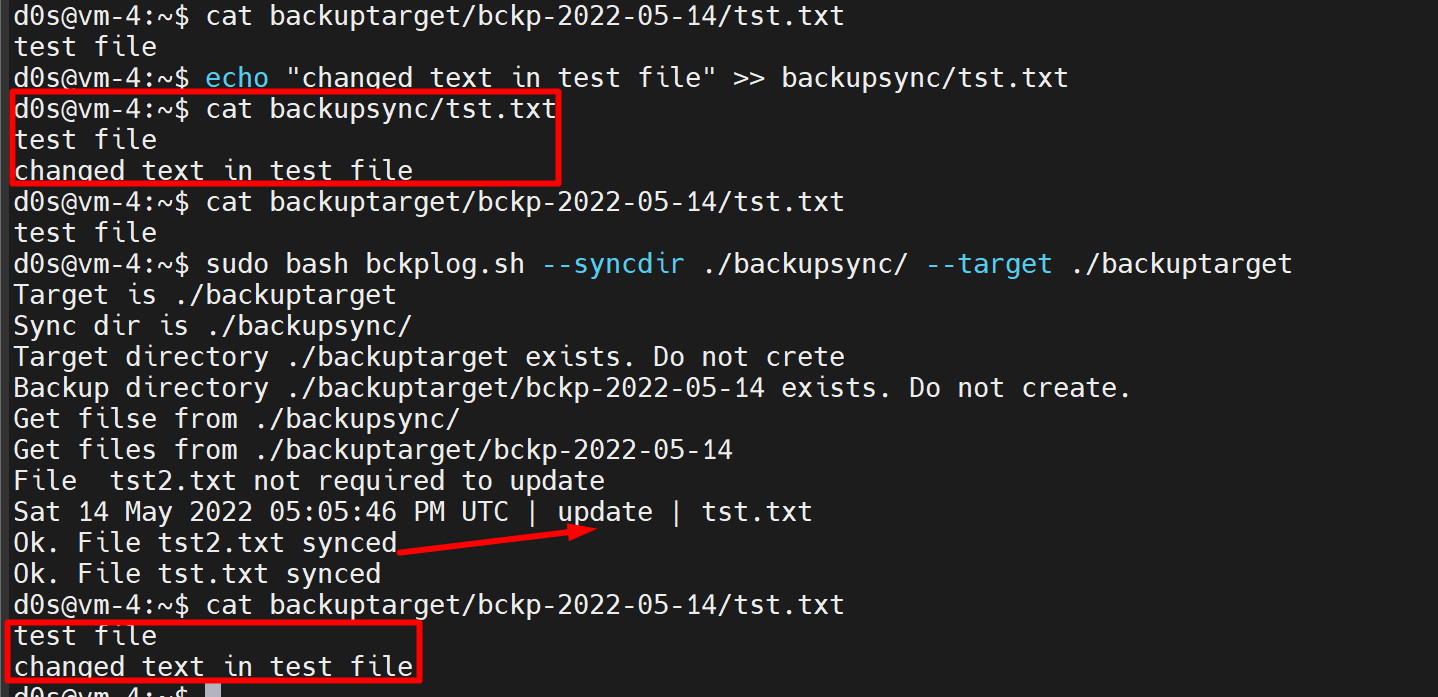 d0s@vm-4:~$ cat backuptarget/bckp-2022-05-14/tst.txt
test file
d0s@vm-4:~$ echo "changed text in test file" >> backupsync/tst.txt
d0s@vm-4:~$ cat backupsync/tst.txt
test file
changed text in test file
d0s@vm-4:~$ cat backuptarget/bckp-2022-05-14/tst.txt
test file
d0s@vm-4:~$ sudo bash bckplog.sh --syncdir ./backupsync/ --target ./backuptarget
Target is ./backuptarget
Sync dir is ./backupsync/
Target directory ./backuptarget exists. Do not crete
Backup directory ./backuptarget/bckp-2022-05-14 exists. Do not create.
Get filse from ./backupsync/
Get files from ./backuptarget/bckp-2022-05-14
File  tst2.txt not required to update
Sat 14 May 2022 05:05:46 PM UTC | update | tst.txt
Ok. File tst2.txt synced
Ok. File tst.txt synced
d0s@vm-4:~$ cat backuptarget/bckp-2022-05-14/tst.txt
test file
changed text in test file
d0s@vm-4:~$